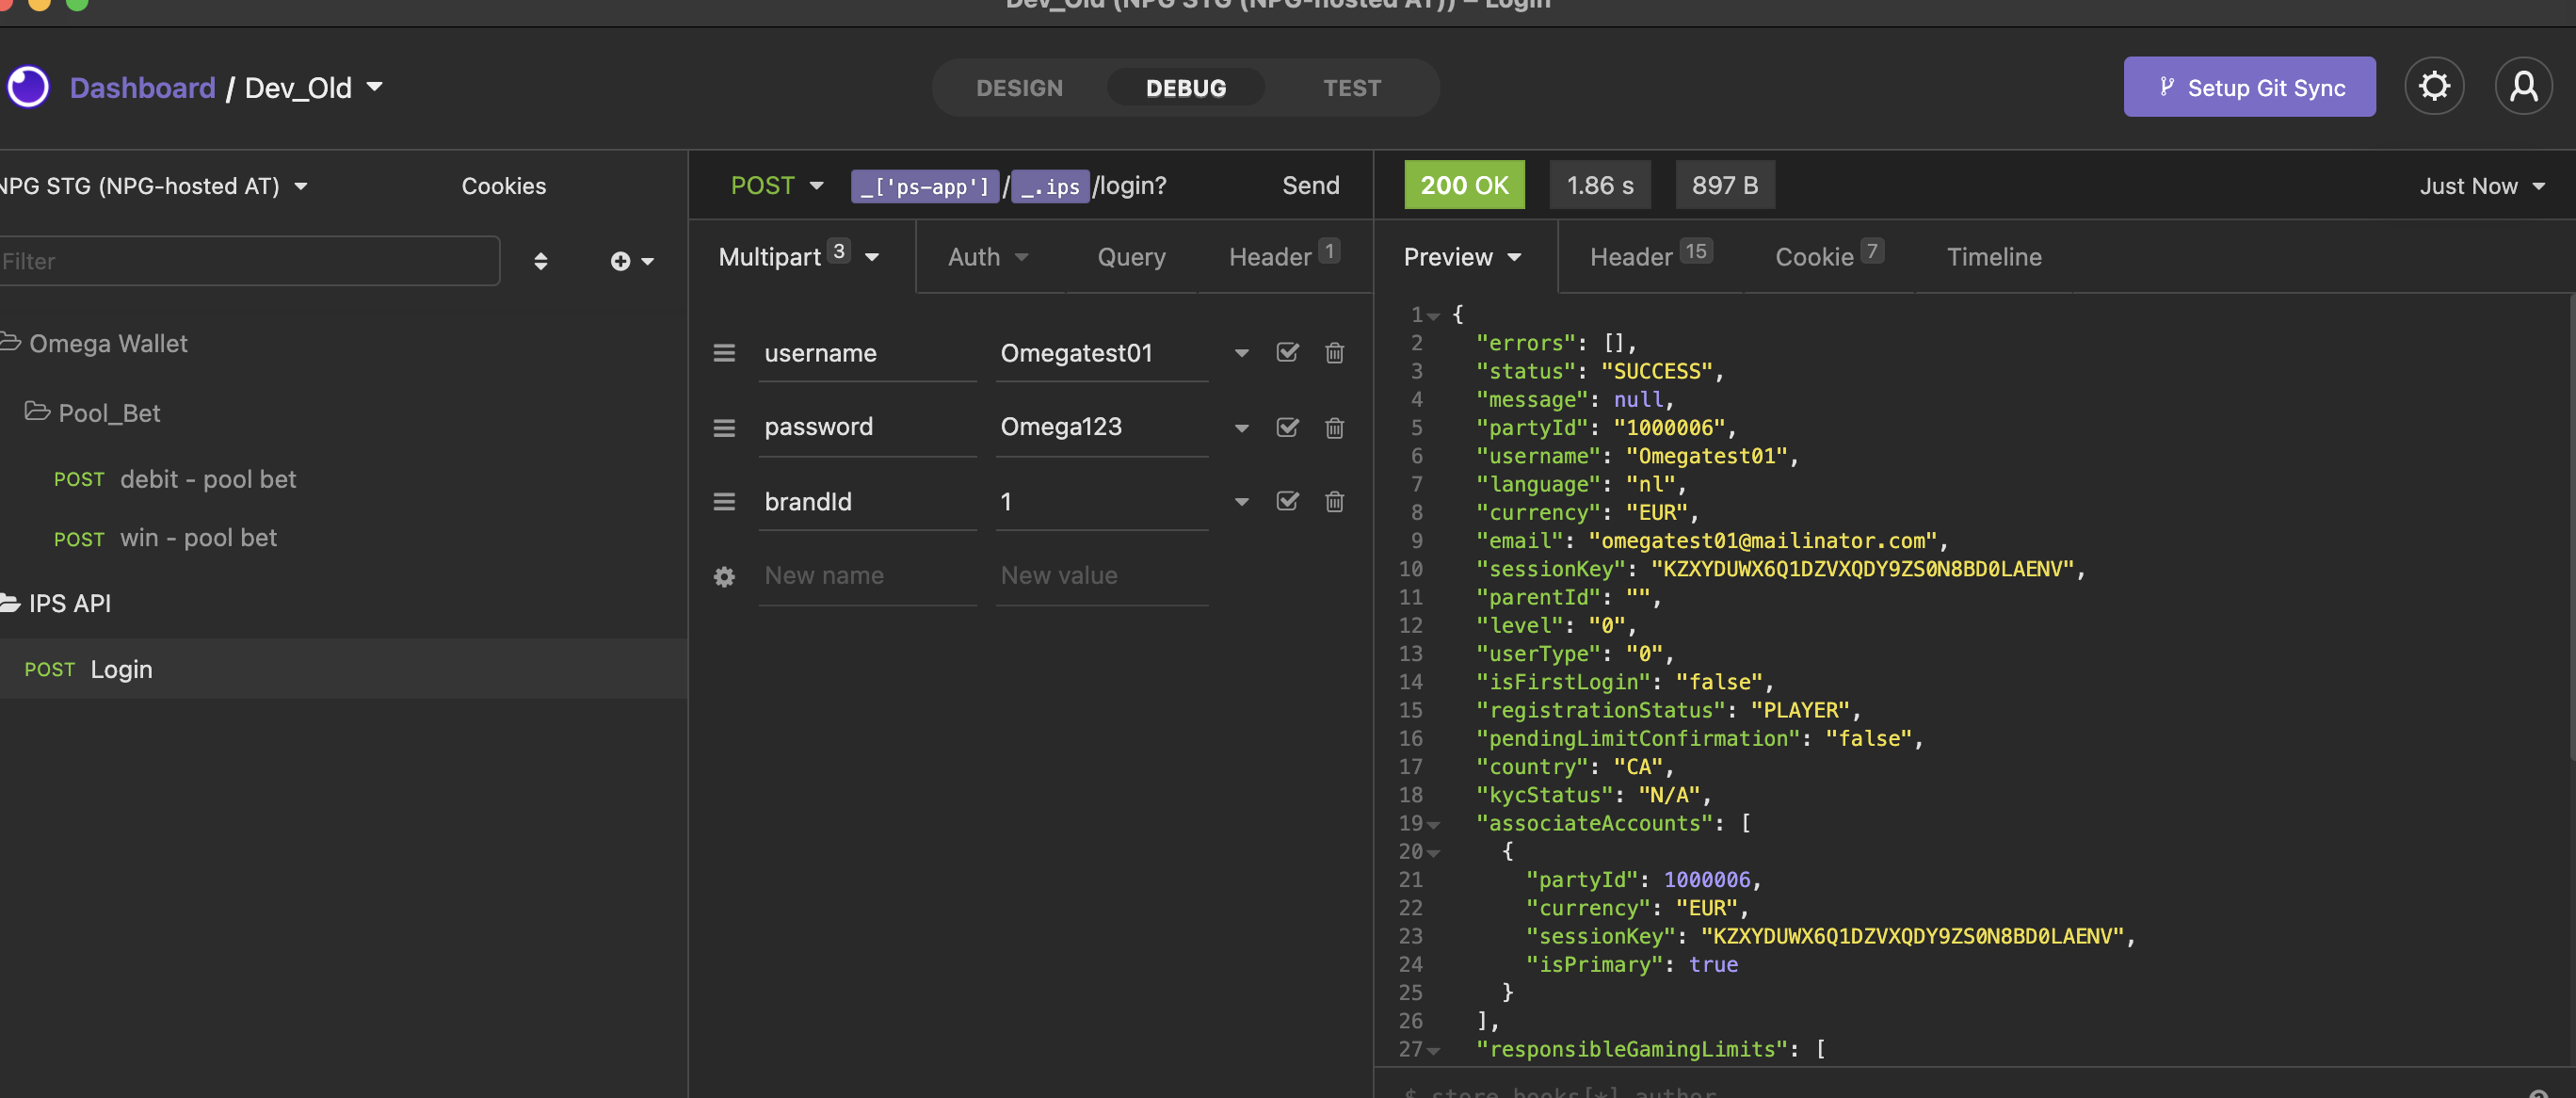 Dev_Old (NPG STG (NPG-hosted AT)) – Login
Dashboard / Dev_Old
DESIGN
DEBUG
TEST
Setup Git Sync
NPG STG (NPG-hosted AT)
Cookies
Filter
Omega Wallet
Pool_Bet
POST debit - pool bet
POST win - pool bet
IPS API
POST Login
POST _['ps-app']/_.ips/login?
Send
Multipart 3
Auth
Query
Header 1
username Omegatest01
password Omega123
brandId 1
New name New value
200 OK
1.86 s
897 B
Just Now
Preview
Header 15
Cookie 7
Timeline
1 {
2 "errors": [],
3 "status": "SUCCESS",
4 "message": null,
5 "partyId": "1000006",
6 "username": "Omegatest01",
7 "language": "nl",
8 "currency": "EUR",
9 "email": "omegatest01@mailinator.com",
10 "sessionKey": "KZXYDUWX6Q1DZVXQDY9ZS0N8BD0LAENV",
11 "parentId": "",
12 "level": "0",
13 "userType": "0",
14 "isFirstLogin": "false",
15 "registrationStatus": "PLAYER",
16 "pendingLimitConfirmation": "false",
17 "country": "CA",
18 "kycStatus": "N/A",
19 "associateAccounts": [
20 {
21 "partyId": 1000006,
22 "currency": "EUR",
23 "sessionKey": "KZXYDUWX6Q1DZVXQDY9ZS0N8BD0LAENV",
24 "isPrimary": true
25 }
26 ],
27 "responsibleGamingLimits": [
$.store.books[*].author